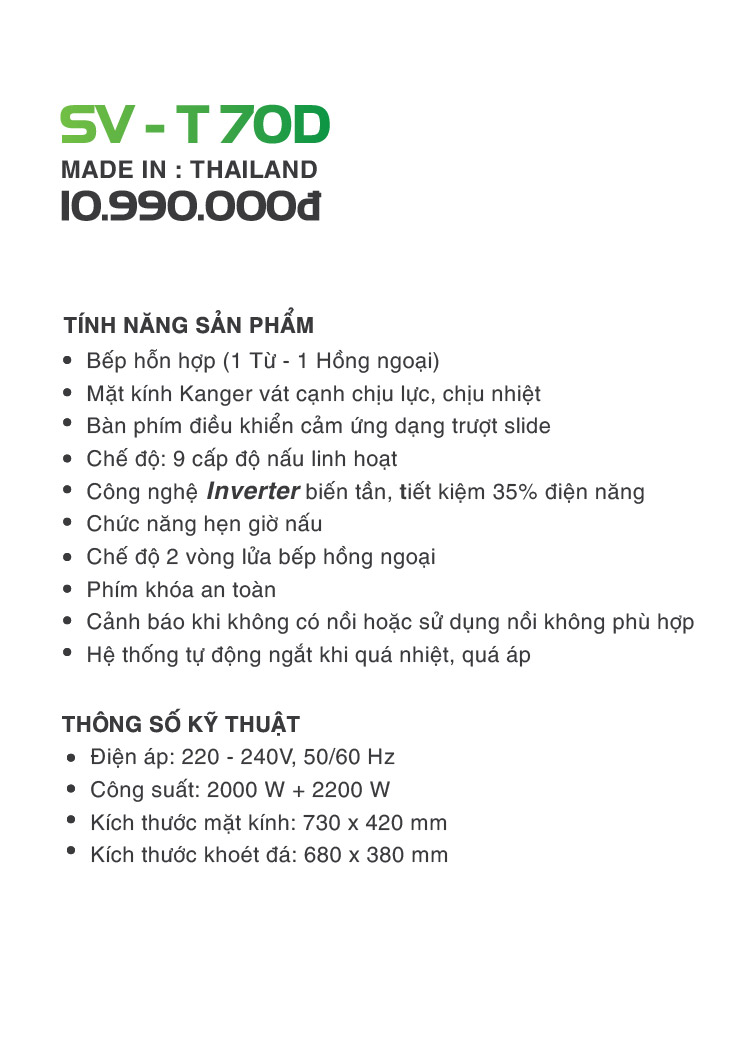 SV - T 70D
MADE IN : THAILAND
10.990.000đ
TÍNH NĂNG SẢN PHẨM
• Bếp hỗn hợp (1 Từ - 1 Hồng ngoại)
• Mặt kính Kanger vát cạnh chịu lực, chịu nhiệt
• Bàn phím điều khiển cảm ứng dạng trượt slide
• Chế độ: 9 cấp độ nấu linh hoạt
• Công nghệ Inverter biến tần, tiết kiệm 35% điện năng
• Chức năng hẹn giờ nấu
• Chế độ 2 vòng lửa bếp hồng ngoại
• Phím khóa an toàn
• Cảnh báo khi không có nồi hoặc sử dụng nồi không phù hợp
• Hệ thống tự động ngắt khi quá nhiệt, quá áp
THÔNG SỐ KỸ THUẬT
• Điện áp: 220 - 240V, 50/60 Hz
• Công suất: 2000 W + 2200 W
• Kích thước mặt kính: 730 x 420 mm
• Kích thước khoét đá: 680 x 380 mm